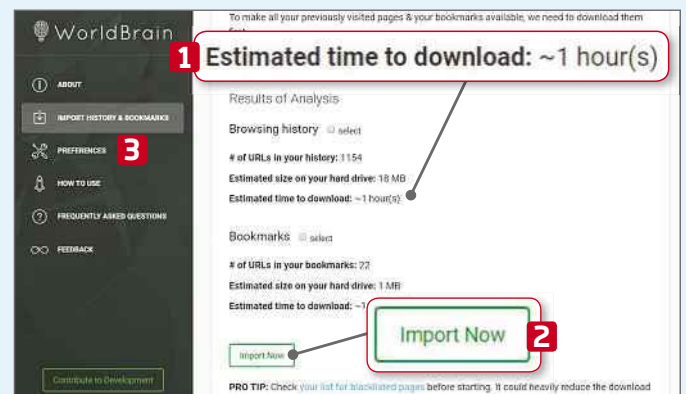 WorldBrain
ABOUT
IMPORT HISTORY & BOOKMARKS
PREFERENCES
3
HOW TO USE
FREQUENTLY ASKED QUESTIONS
FEEDBACK
Contribute to Development
To make all your previously visited pages & your bookmarks available, we need to download them
1 Estimated time to download: ~1 hour(s)
Results of Analysis
Browsing history select
# of URLs in your history: 1154
Estimated size on your hard drive: 18 MB
Estimated time to download: ~1 hour(s)
Bookmarks select
# of URLs in your bookmarks: 22
Estimated size on your hard drive: 1 MB
Estimated time to download: ~1
Import Now 2
Import Now
PRO TIP: Check your list for blacklisted pages before starting. It could heavily reduce the download